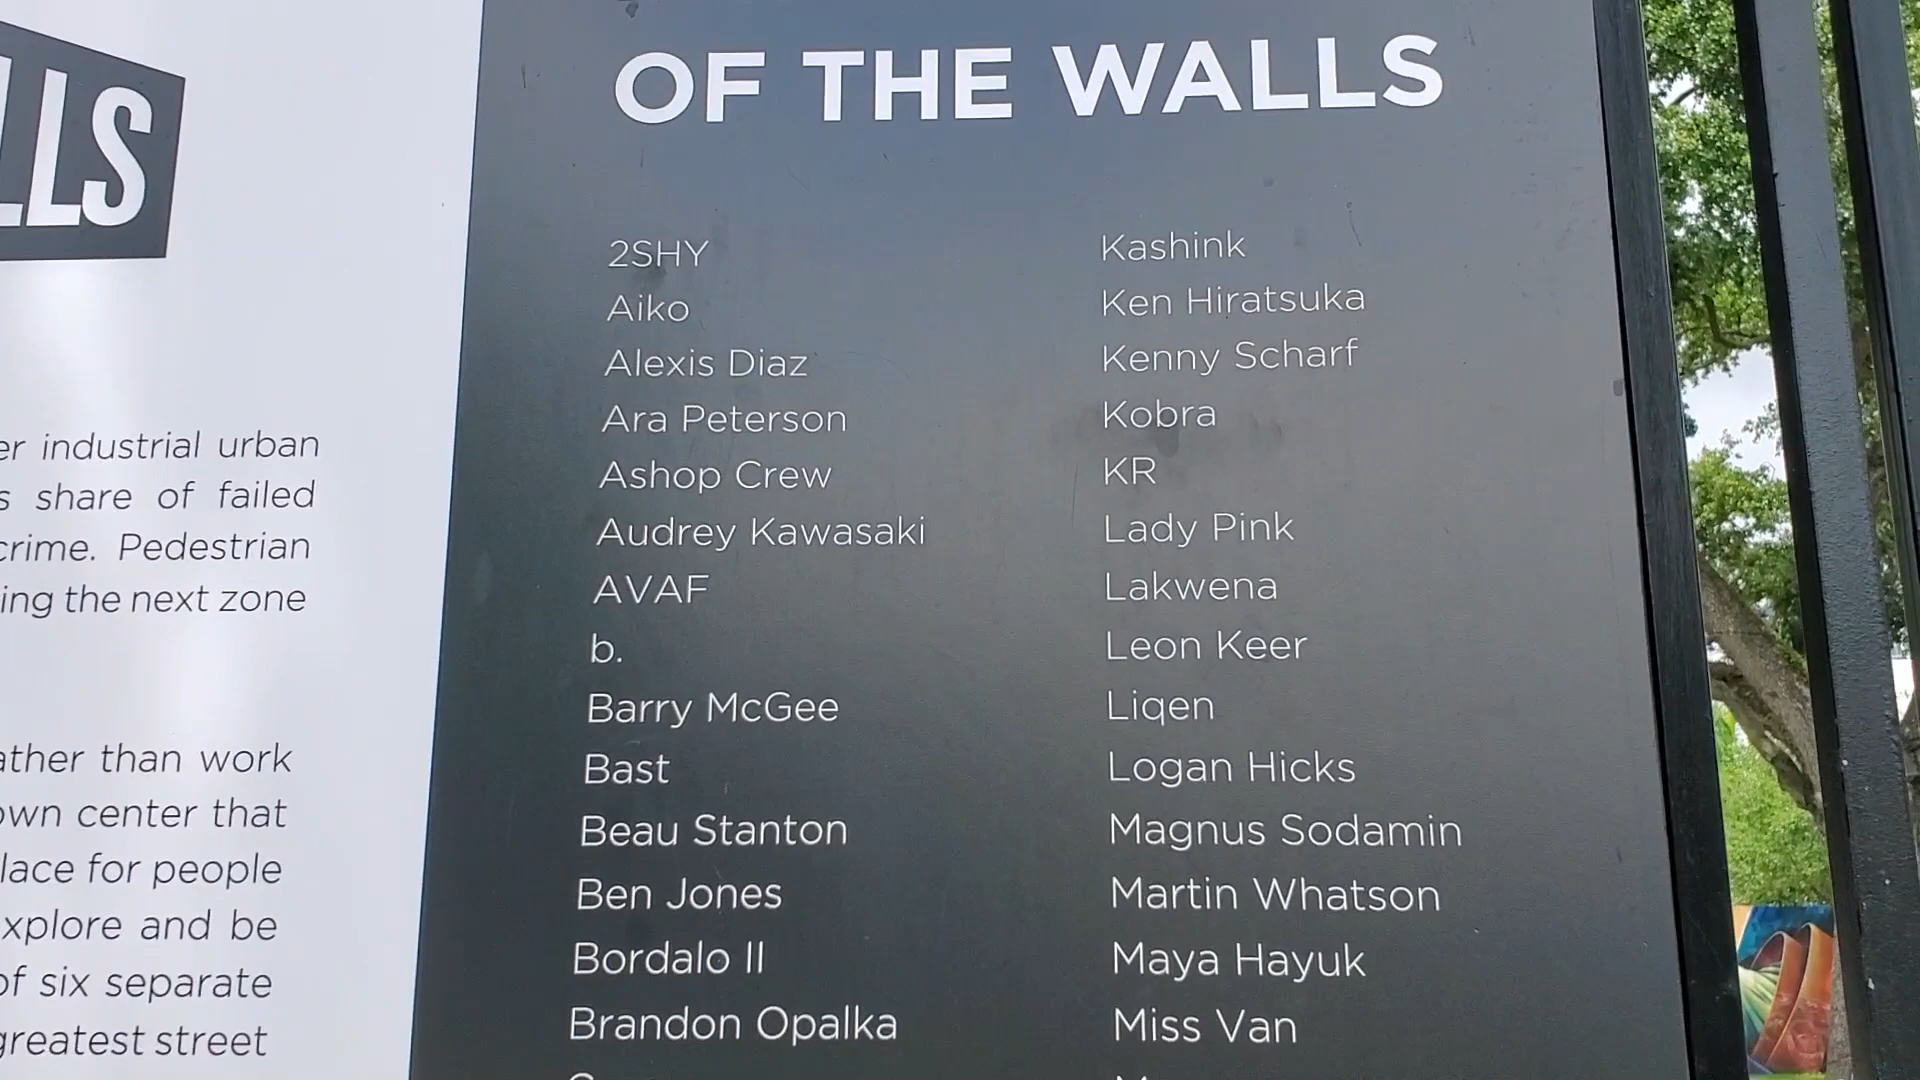 LLS
er industrial urban
s share of failed
crime. Pedestrian
ing the next zone
ather than work
own center that
lace for people
xplore and be
of six separate
greatest street
OF THE WALLS
2SHY
Aiko
Alexis Diaz
Ara Peterson
Ashop Crew
Audrey Kawasaki
AVAF
b.
Barry McGee
Bast
Beau Stanton
Ben Jones
Bordalo II
Brandon Opalka
Kashink
Ken Hiratsuka
Kenny Scharf
Kobra
KR
Lady Pink
Lakwena
Leon Keer
Liqen
Logan Hicks
Magnus Sodamin
Martin Whatson
Maya Hayuk
Miss Van